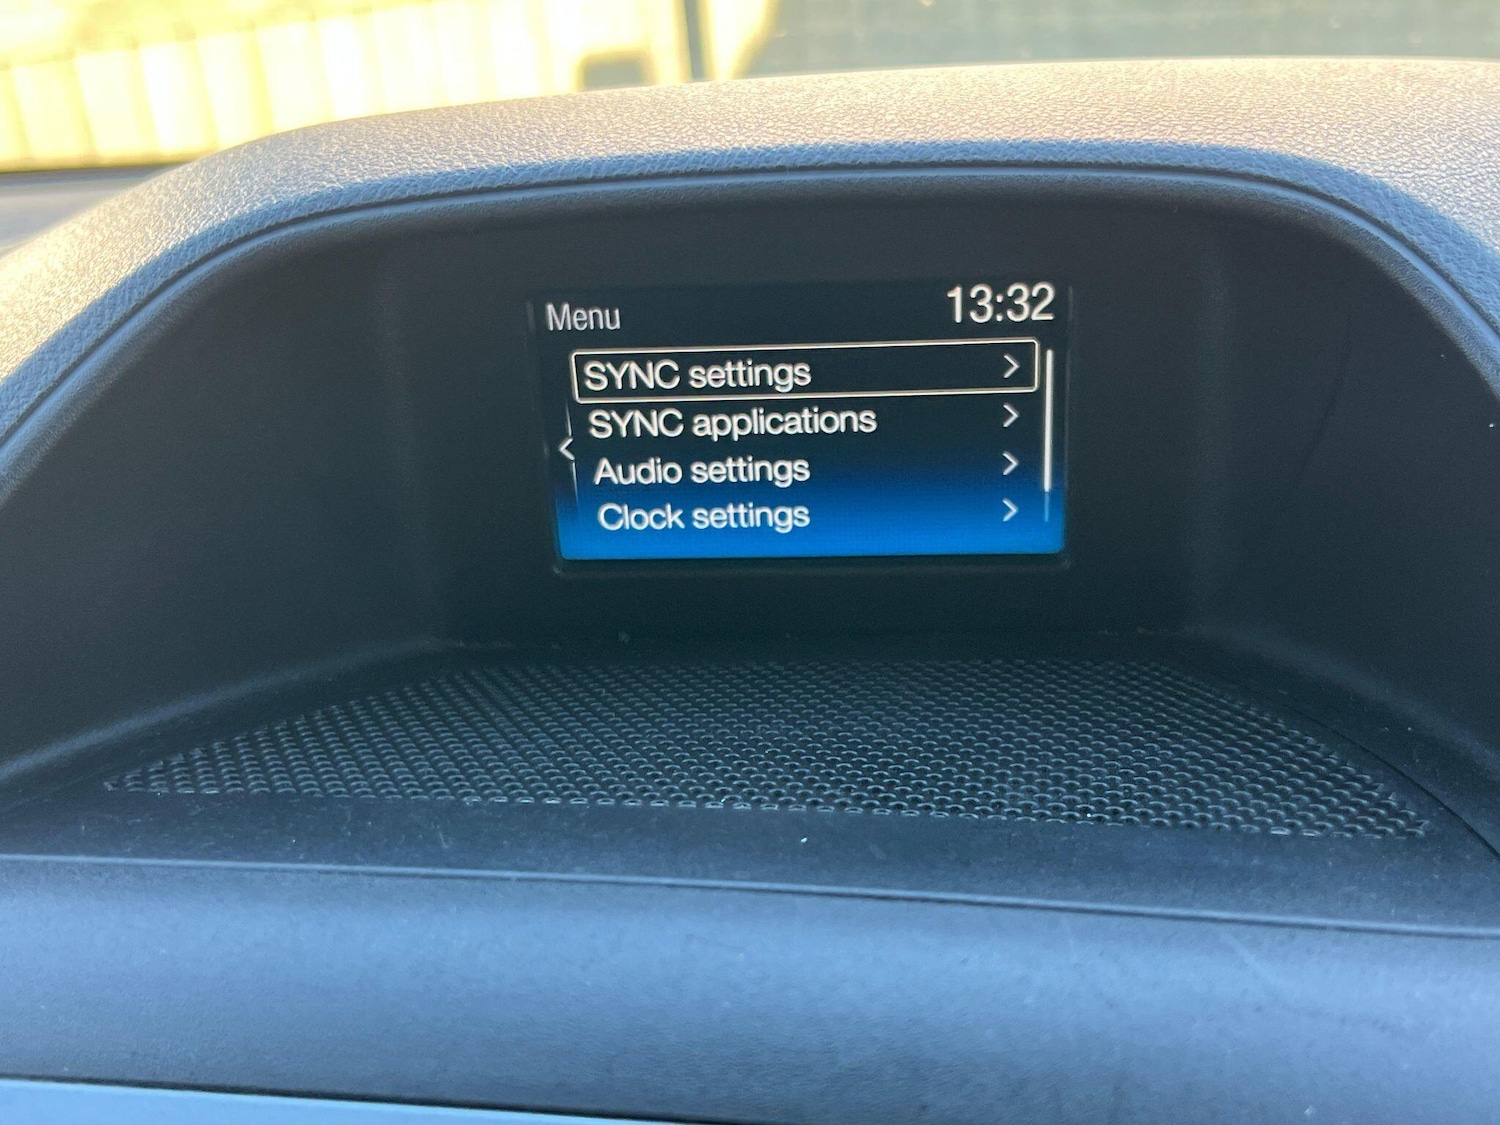 Menu 13:32
SYNC settings
SYNC applications
Audio settings
Clock settings